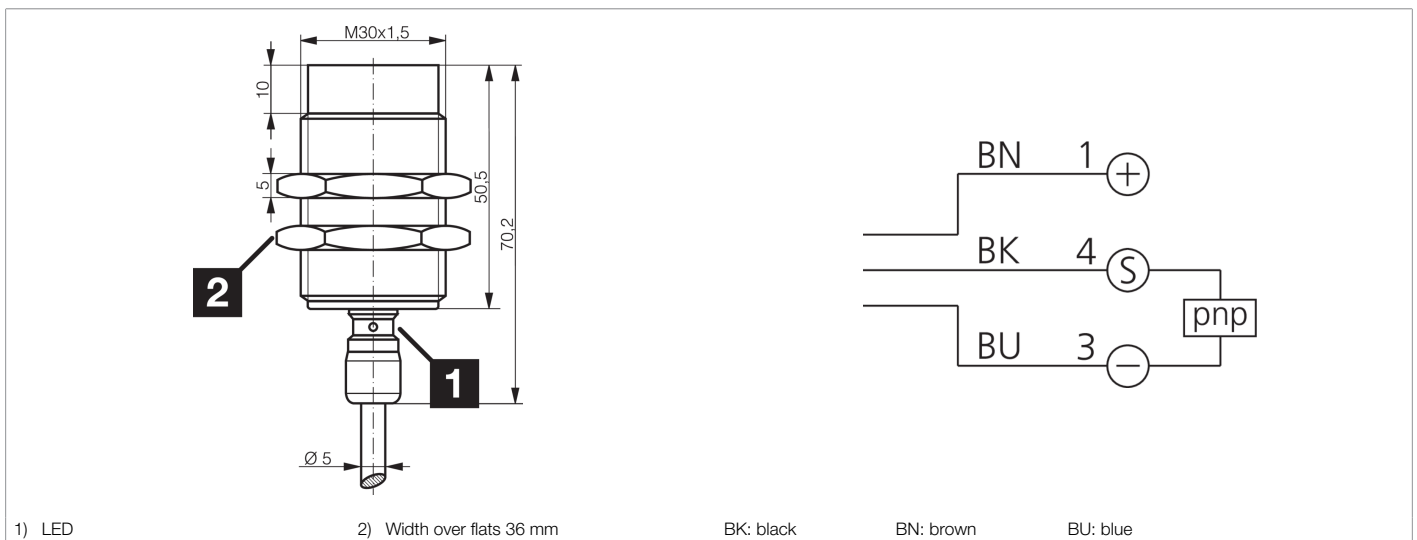 M30x1,5
10
5
50,5
70,2
2
1
Ø 5
BN 1 +
BK 4 S
pnp
BU 3 −
1) LED 2) Width over flats 36 mm BK: black BN: brown BU: blue